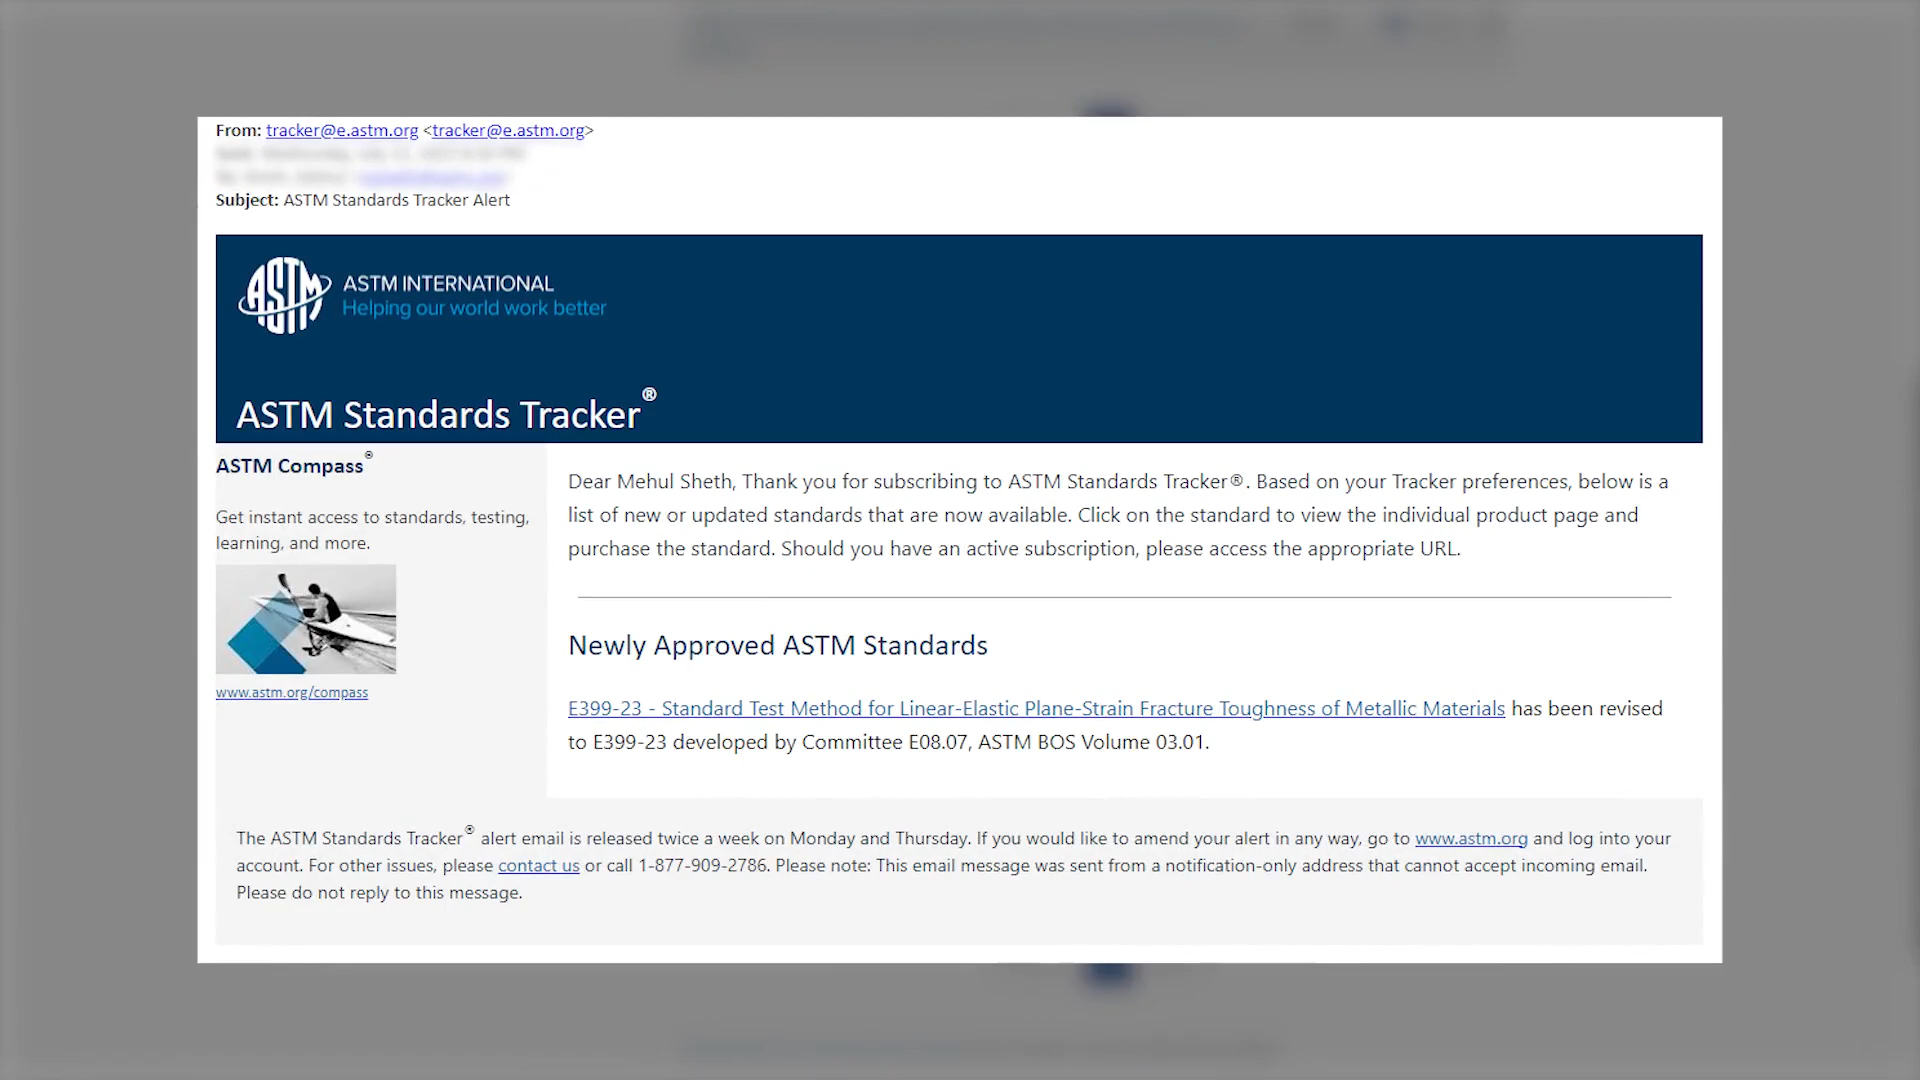 From: tracker@e.astm.org <tracker@e.astm.org>
Subject: ASTM Standards Tracker Alert
ASTM
ASTM INTERNATIONAL
Helping our world work better
ASTM Standards Tracker®
ASTM Compass®
Get instant access to standards, testing,
learning, and more.
www.astm.org/compass
Dear Mehul Sheth, Thank you for subscribing to ASTM Standards Tracker®. Based on your Tracker preferences, below is a
list of new or updated standards that are now available. Click on the standard to view the individual product page and
purchase the standard. Should you have an active subscription, please access the appropriate URL.
Newly Approved ASTM Standards
E399-23 - Standard Test Method for Linear-Elastic Plane-Strain Fracture Toughness of Metallic Materials has been revised
to E399-23 developed by Committee E08.07, ASTM BOS Volume 03.01.
The ASTM Standards Tracker® alert email is released twice a week on Monday and Thursday. If you would like to amend your alert in any way, go to www.astm.org and log into your
account. For other issues, please contact us or call 1-877-909-2786. Please note: This email message was sent from a notification-only address that cannot accept incoming email.
Please do not reply to this message.